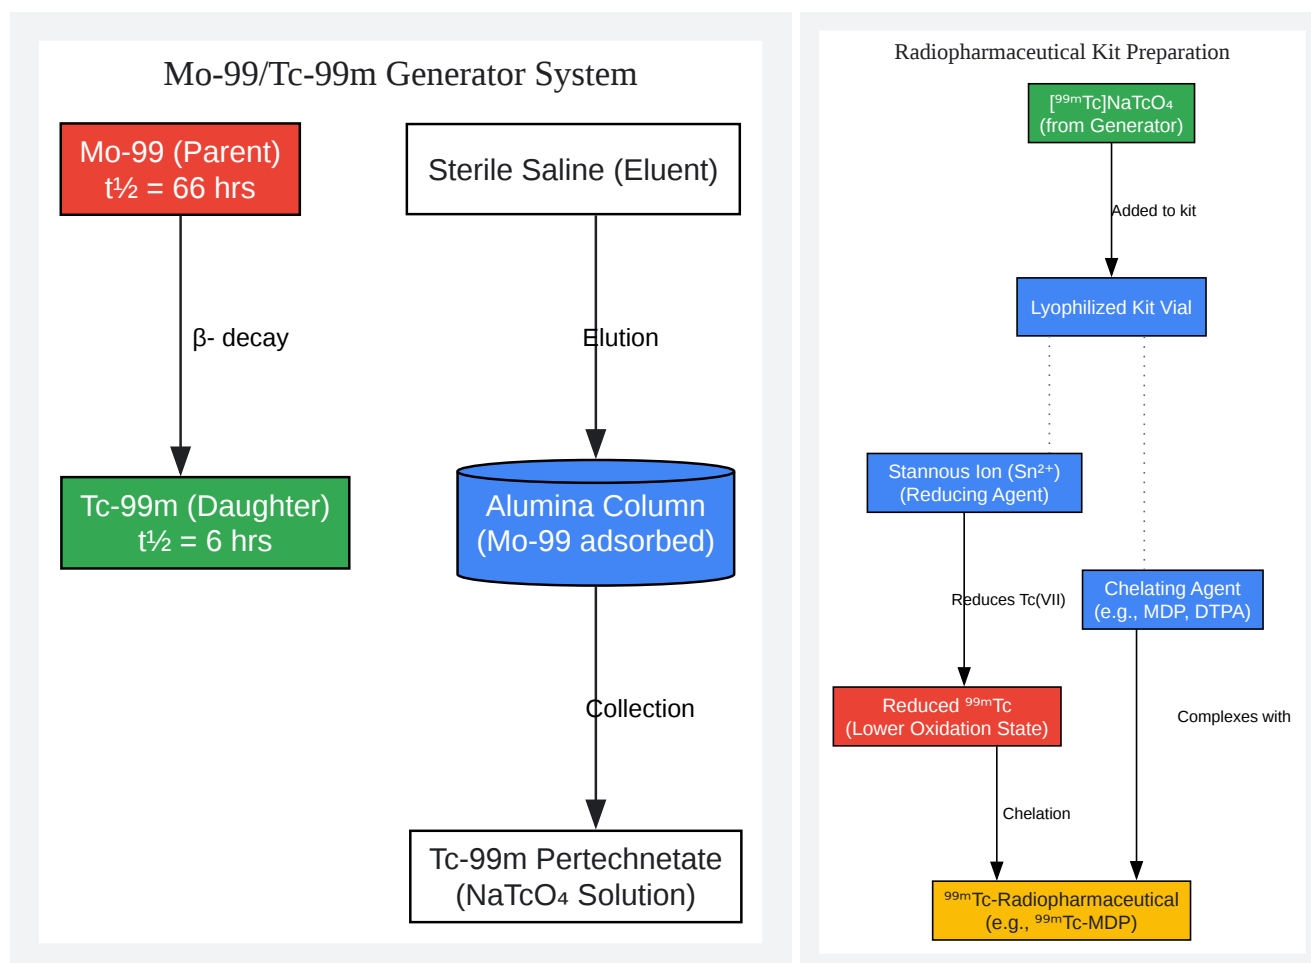 Mo-99/Tc-99m Generator System
Mo-99 (Parent)
t½ = 66 hrs
Sterile Saline (Eluent)
β- decay
Elution
Tc-99m (Daughter)
t½ = 6 hrs
Alumina Column
(Mo-99 adsorbed)
Collection
Tc-99m Pertechnetate
(NaTcO₄ Solution)
Radiopharmaceutical Kit Preparation
[⁹⁹ᵐTc]NaTcO₄
(from Generator)
Added to kit
Lyophilized Kit Vial
Stannous Ion (Sn²⁺)
(Reducing Agent)
Chelating Agent
(e.g., MDP, DTPA)
Reduces Tc(VII)
Reduced ⁹⁹ᵐTc
(Lower Oxidation State)
Complexes with
Chelation
⁹⁹ᵐTc-Radiopharmaceutical
(e.g., ⁹⁹ᵐTc-MDP)